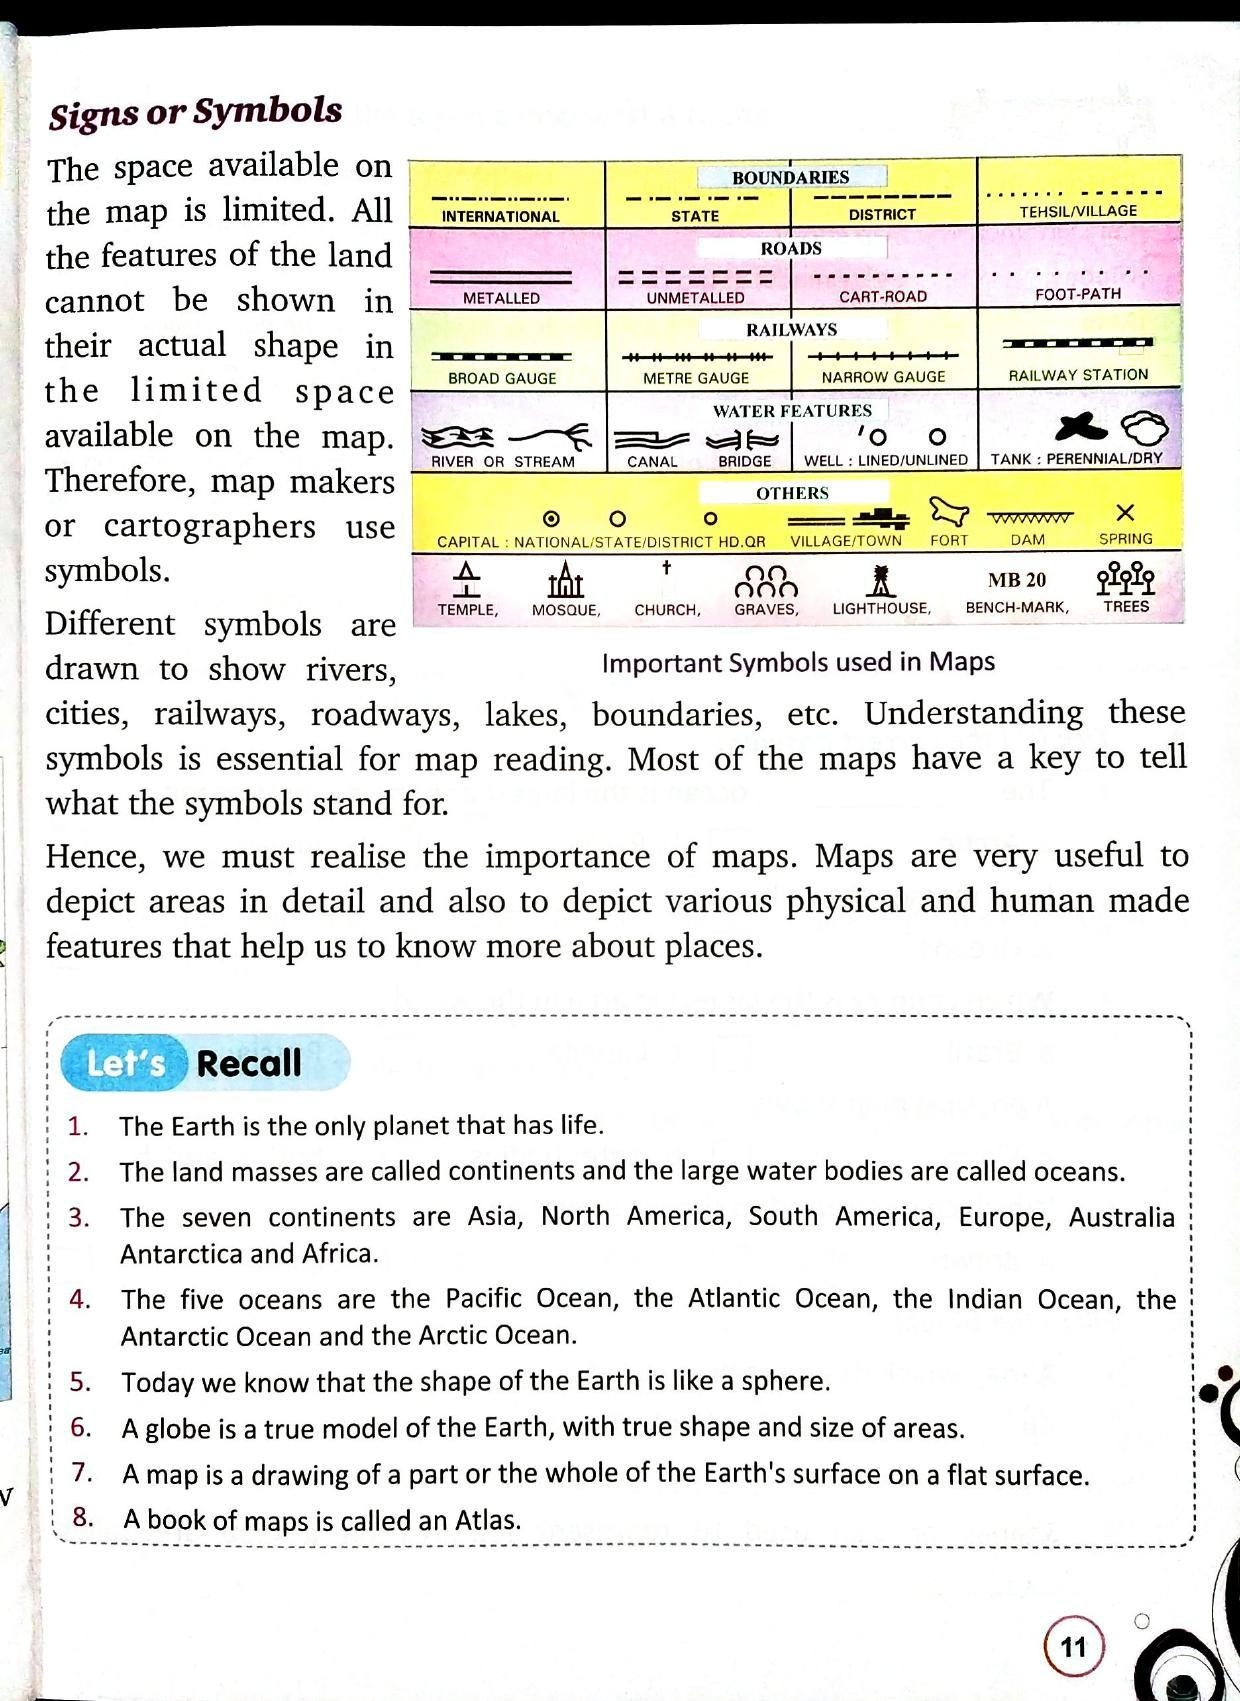 Signs or Symbols
The space available on
the map is limited. All
the features of the land
cannot be shown in
their actual shape in
the limited space
available on the map.
Therefore, map makers
or cartographers use
symbols.
Different symbols are
drawn to show rivers,
BOUNDARIES
INTERNATIONAL STATE DISTRICT TEHSIL/VILLAGE
ROADS
METALLED UNMETALLED CART-ROAD FOOT-PATH
RAILWAYS
BROAD GAUGE METRE GAUGE NARROW GAUGE RAILWAY STATION
WATER FEATURES
RIVER OR STREAM CANAL BRIDGE WELL : LINED/UNLINED TANK : PERENNIAL/DRY
OTHERS
CAPITAL : NATIONAL/STATE/DISTRICT HD.QR VILLAGE/TOWN FORT DAM SPRING
MB 20
TEMPLE, MOSQUE, CHURCH, GRAVES, LIGHTHOUSE, BENCH-MARK, TREES
Important Symbols used in Maps
cities, railways, roadways, lakes, boundaries, etc. Understanding these
symbols is essential for map reading. Most of the maps have a key to tell
what the symbols stand for.
Hence, we must realise the importance of maps. Maps are very useful to
depict areas in detail and also to depict various physical and human made
features that help us to know more about places.
Let's Recall
1. The Earth is the only planet that has life.
2. The land masses are called continents and the large water bodies are called oceans.
3. The seven continents are Asia, North America, South America, Europe, Australia
Antarctica and Africa.
4. The five oceans are the Pacific Ocean, the Atlantic Ocean, the Indian Ocean, the
Antarctic Ocean and the Arctic Ocean.
5. Today we know that the shape of the Earth is like a sphere.
6. A globe is a true model of the Earth, with true shape and size of areas.
7. A map is a drawing of a part or the whole of the Earth's surface on a flat surface.
8. A book of maps is called an Atlas.
11